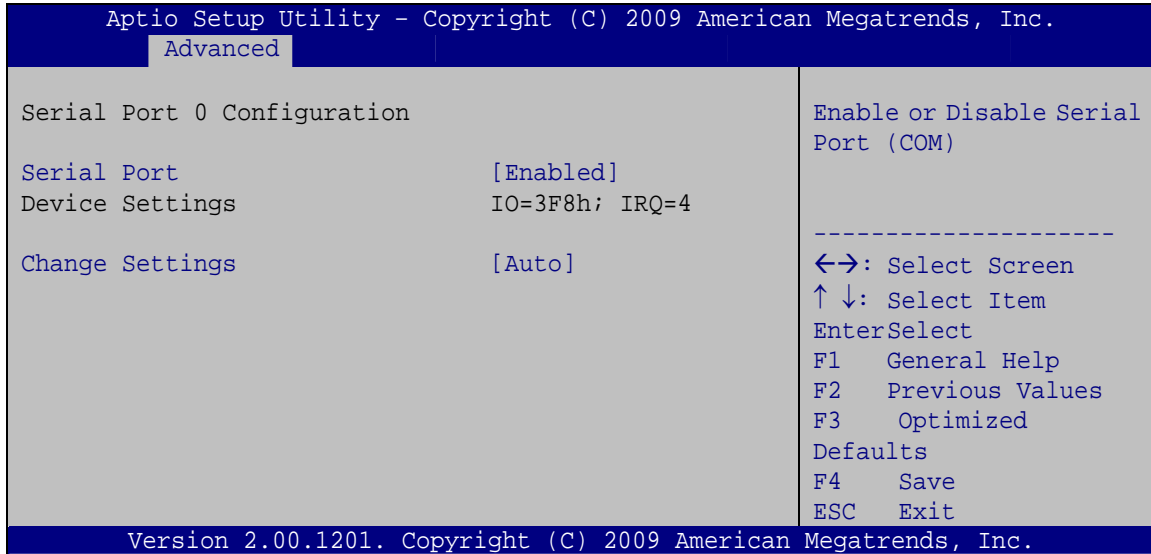 Aptio Setup Utility – Copyright (C) 2009 American Megatrends, Inc.
Advanced
Serial Port 0 Configuration
Serial Port [Enabled]
Device Settings IO=3F8h; IRQ=4
Change Settings [Auto]
Enable or Disable Serial
Port (COM)
---------------------
←→: Select Screen
↑ ↓: Select Item
EnterSelect
F1 General Help
F2 Previous Values
F3 Optimized
Defaults
F4 Save
ESC Exit
Version 2.00.1201. Copyright (C) 2009 American Megatrends, Inc.